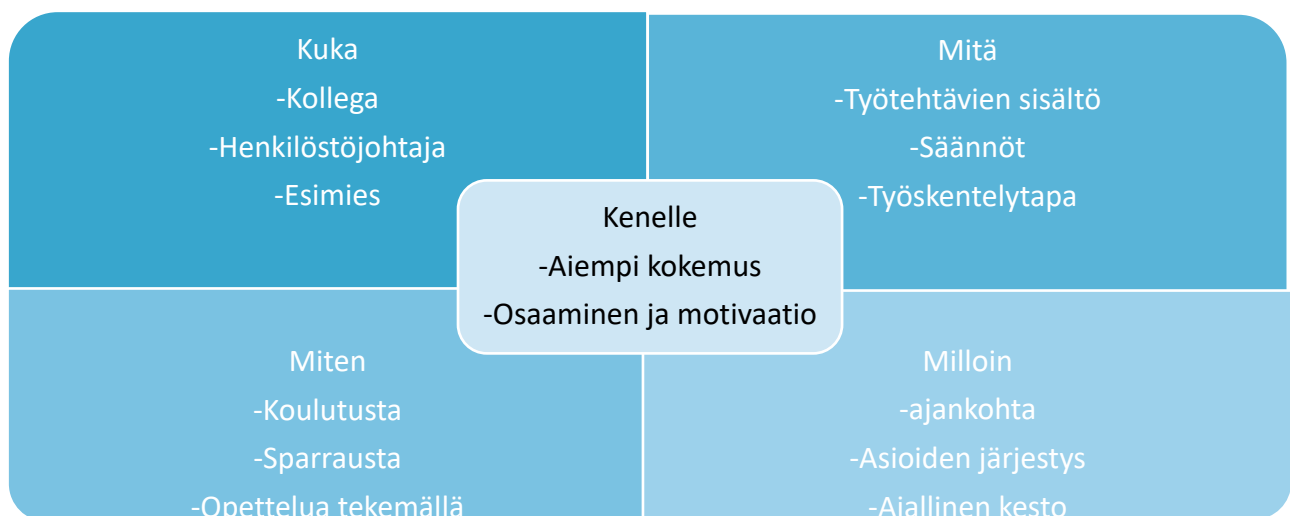 Kuka
-Kollega
-Henkilöstöjohtaja
-Esimies
Mitä
-Työtehtävien sisältö
-Säännöt
-Työskentelytapa
Kenelle
-Aiempi kokemus
-Osaaminen ja motivaatio
Miten
-Koulutusta
-Sparrausta
-Opettelua tekemällä
Milloin
-ajankohta
-Asioiden järjestys
-Ajallinen kesto